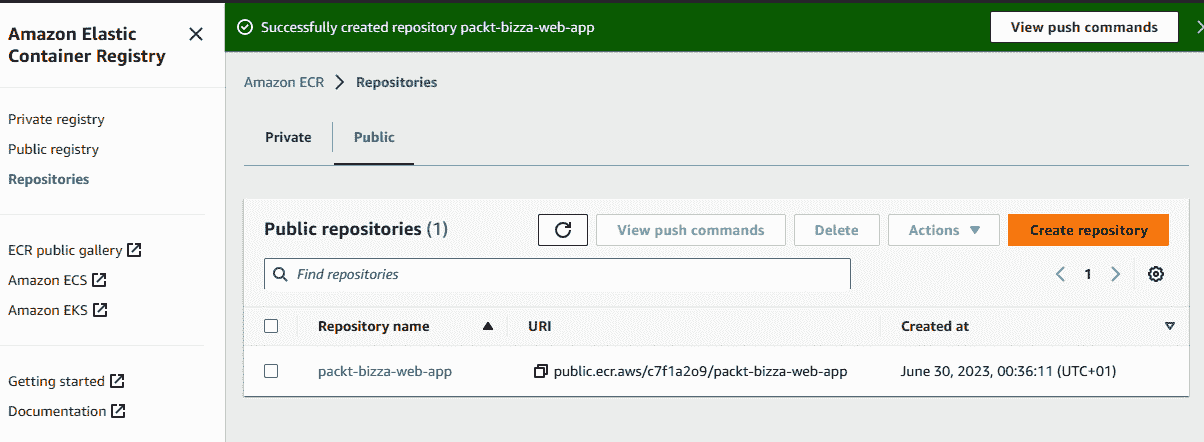 Amazon Elastic
Container Registry
Private registry
Public registry
Repositories
ECR public gallery
Amazon ECS
Amazon EKS
Getting started
Documentation
Successfully created repository packt-bizza-web-app
View push commands
Amazon ECR > Repositories
Private Public
Public repositories (1)
View push commands Delete Actions Create repository
Find repositories
1
Repository name URI Created at
packt-bizza-web-app public.ecr.aws/c7f1a2o9/packt-bizza-web-app June 30, 2023, 00:36:11 (UTC+01)